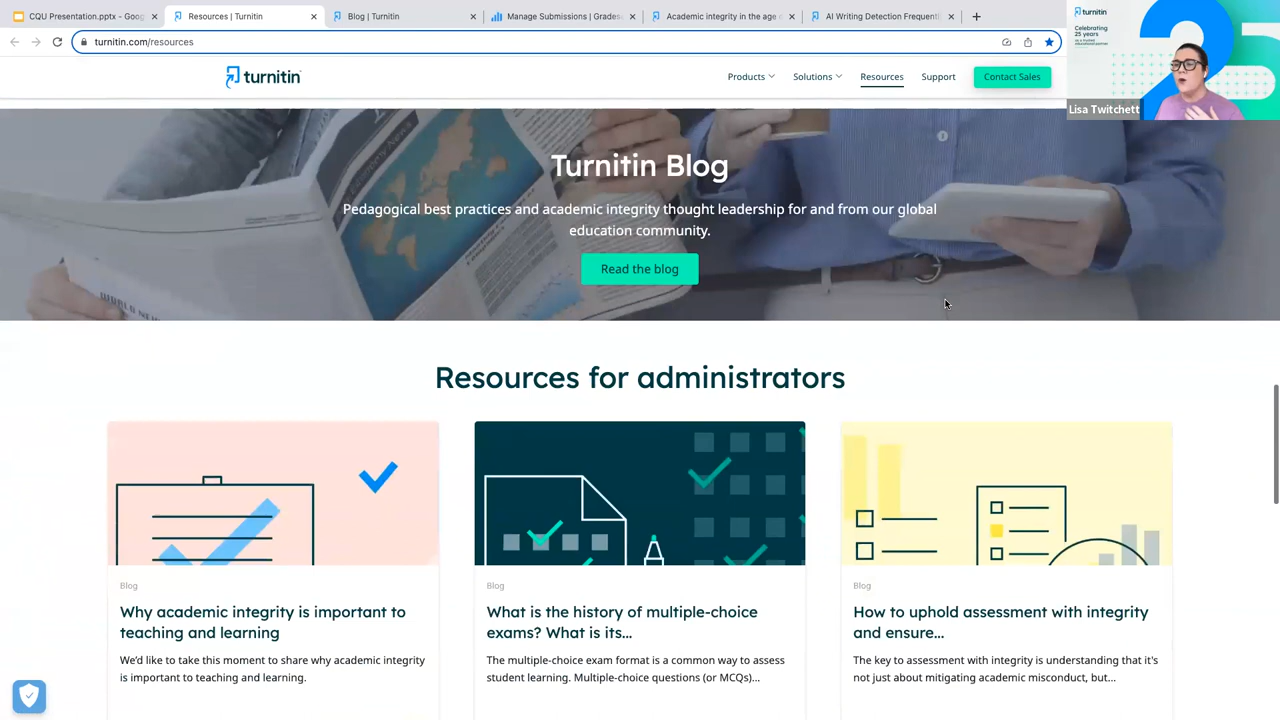 CQU Presentation.pptx - Goog
Resources | Turnitin
Blog | Turnitin
Manage Submissions | Grades
Academic integrity in the age
AI Writing Detection Frequentl
turnitin.com/resources
turnitin
Products
Solutions
Resources
Support
Contact Sales
turnitin
Celebrating
25 years
25
Lisa Twitchett
Turnitin Blog
Pedagogical best practices and academic integrity thought leadership for and from our global
education community.
Read the blog
Resources for administrators
Blog
Why academic integrity is important to
teaching and learning
We'd like to take this moment to share why academic integrity
is important to teaching and learning.
Blog
What is the history of multiple-choice
exams? What is its...
The multiple-choice exam format is a common way to assess
student learning. Multiple-choice questions (or MCQs)...
Blog
How to uphold assessment with integrity
and ensure...
The key to assessment with integrity is understanding that it's
not just about mitigating academic misconduct, but...